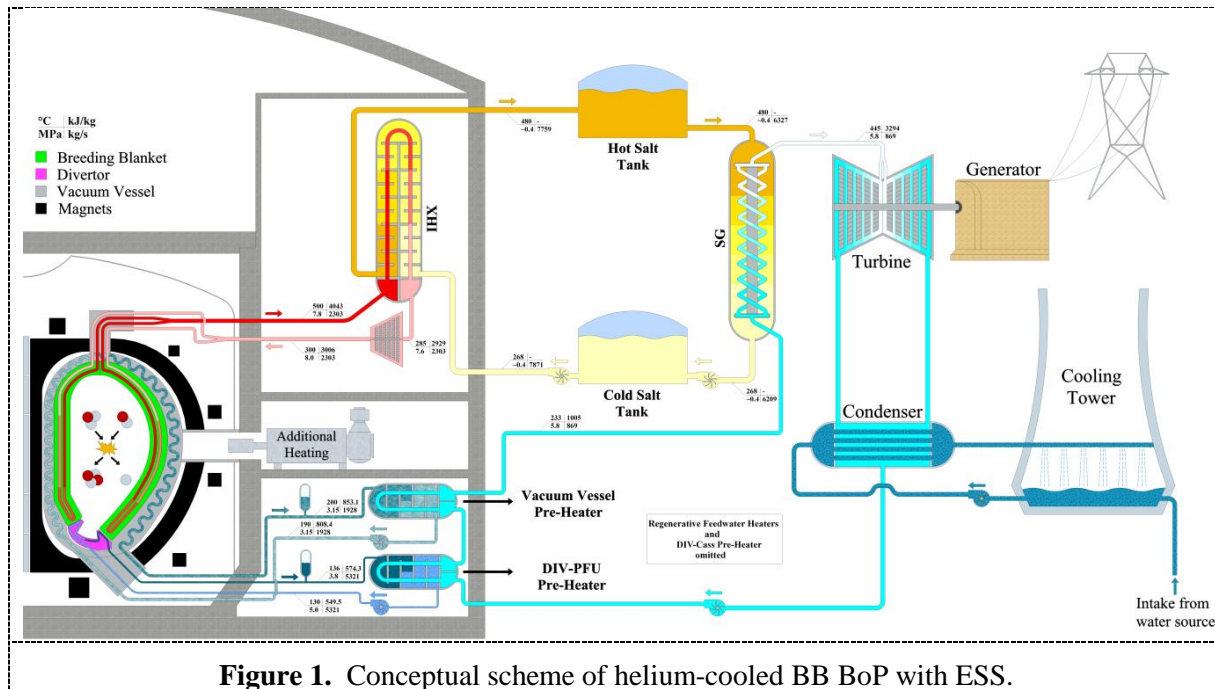 °C kJ/kg
MPa kg/s
Breeding Blanket
Divertor
Vacuum Vessel
Magnets
IHX
480 -
~0.4 7759
Hot Salt
Tank
480 -
~0.4 6327
445 3294
5.8 869
SG
Turbine
Generator
500 4043
7.8 2303
300 3006
8.0 2303
285 2929
7.6 2303
268 -
~0.4 7871
Cold Salt
Tank
268 -
~0.4 6209
233 1005
5.8 869
Condenser
Cooling
Tower
Additional
Heating
200 853.1
3.15 1928
190 808.4
3.15 1928
Vacuum Vessel
Pre-Heater
136 574.3
3.8 5321
130 549.5
5.0 5321
DIV-PFU
Pre-Heater
Regenerative Feedwater Heaters
and
DIV-Cass Pre-Heater
omitted
Intake from
water source
Figure 1. Conceptual scheme of helium-cooled BB BoP with ESS.